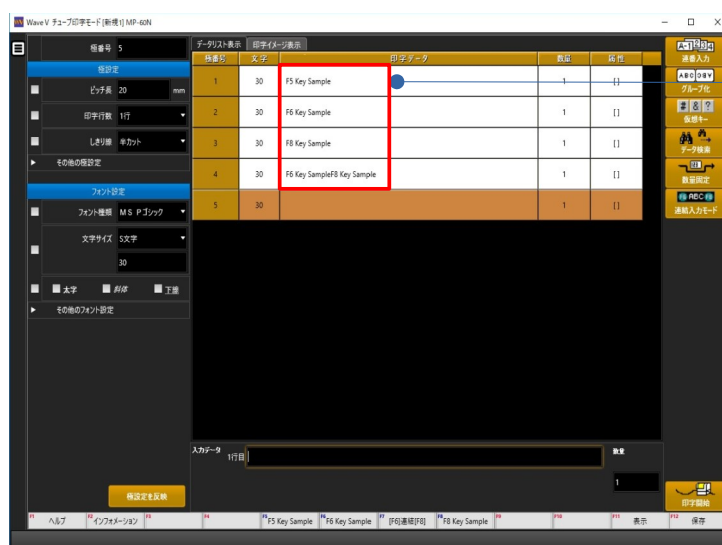 Wave V チューブ印字モード [新規1] MP-60N
極番号 5
極設定
ピッチ長 20 mm
印字行数 1行
しきり線 半カット
その他の極設定
フォント設定
フォント種類 MS Pゴシック
文字サイズ S文字
30
太字 斜体 下線
その他のフォント設定
極設定を反映
データリスト表示 印字イメージ表示
極番号 文字 印字データ 数量 属性
1 30 F5 Key Sample 1 [ ]
2 30 F6 Key Sample 1 [ ]
3 30 F8 Key Sample 1 [ ]
4 30 F6 Key SampleF8 Key Sample 1 [ ]
5 30 1 [ ]
入力データ 1行目
数量
1
連番入力
ABC DEF
グループ化
# & ?
仮想キー
データ検索
数量固定
ABC
連結入力モード
印字開始
F1 ヘルプ F2 インフォメーション F3 F4 F5 F5 Key Sample F6 F6 Key Sample F7 [F6]連結[F8] F8 F8 Key Sample F9 F10 F11 表示 F12 保存